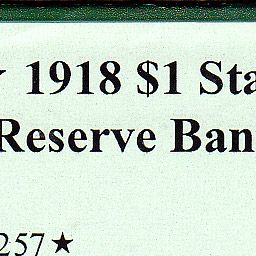 ★ 1918 $1 Sta
Reserve Ban
257★